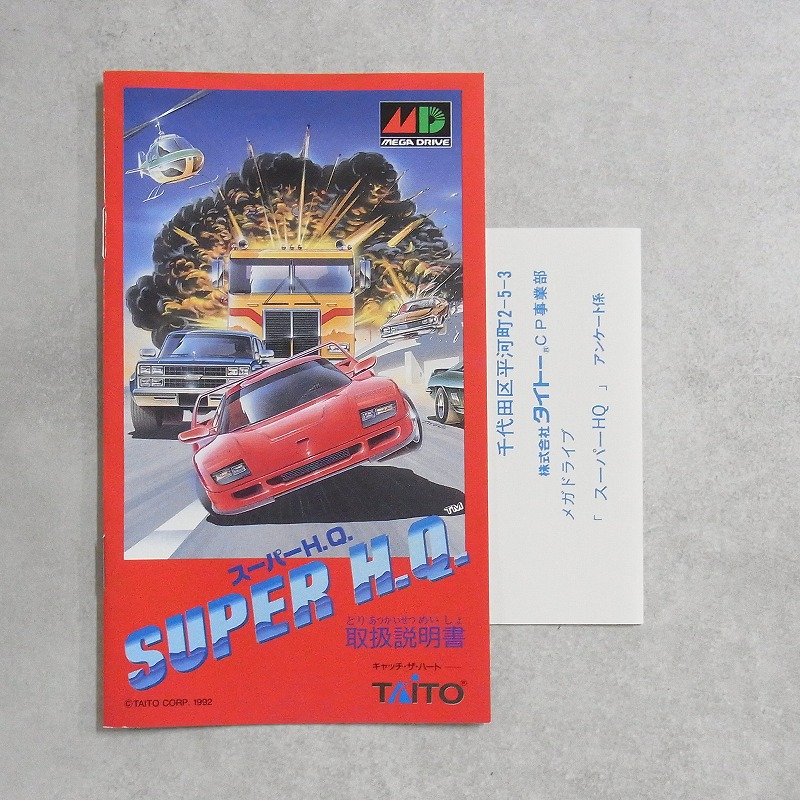 MD
MEGA DRIVE
TM
スーパーH.Q.
SUPER H.Q.
とりあつかいせつめいしょ
取扱説明書
キャッチ・ザ・ハート
TAITO®
© TAITO CORP. 1992
千代田区平河町2-5-3
株式会社 タイトー ㈱CP事業部
メガドライブ
「スーパーHQ」 アンケート係